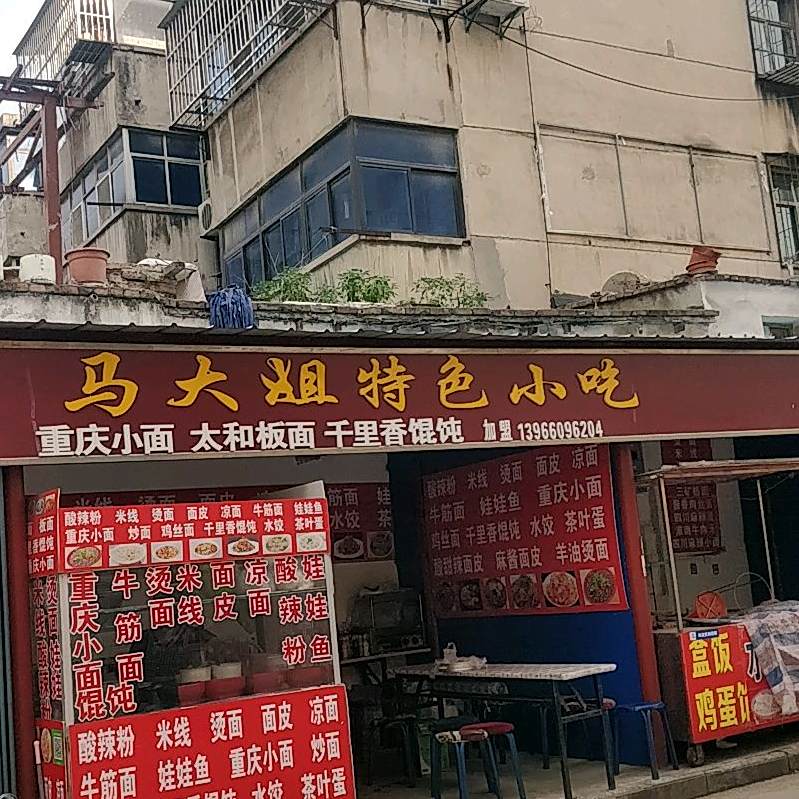 马大姐特色小吃
重庆小面 太和板面 千里香馄饨 加盟 13966096204
酸辣粉 米线 烫面 面皮 凉面
牛筋面 娃娃鱼 重庆小面
鸡丝面 千里香馄饨 水饺 茶叶蛋
酸甜辣面皮 麻酱面皮 羊油烫面
酸辣粉 米线 烫面 面皮 凉面 牛筋面 娃娃鱼
重庆小面 炒面 鸡丝面 千里香馄饨 水饺 茶叶蛋
重庆小面馄饨
牛筋面
烫面
米线
面皮
凉面
酸辣粉
娃娃鱼
酸辣粉 米线 烫面 面皮 凉面
牛筋面 娃娃鱼 重庆小面 炒面
水饺 茶叶蛋
盒饭
鸡蛋饼